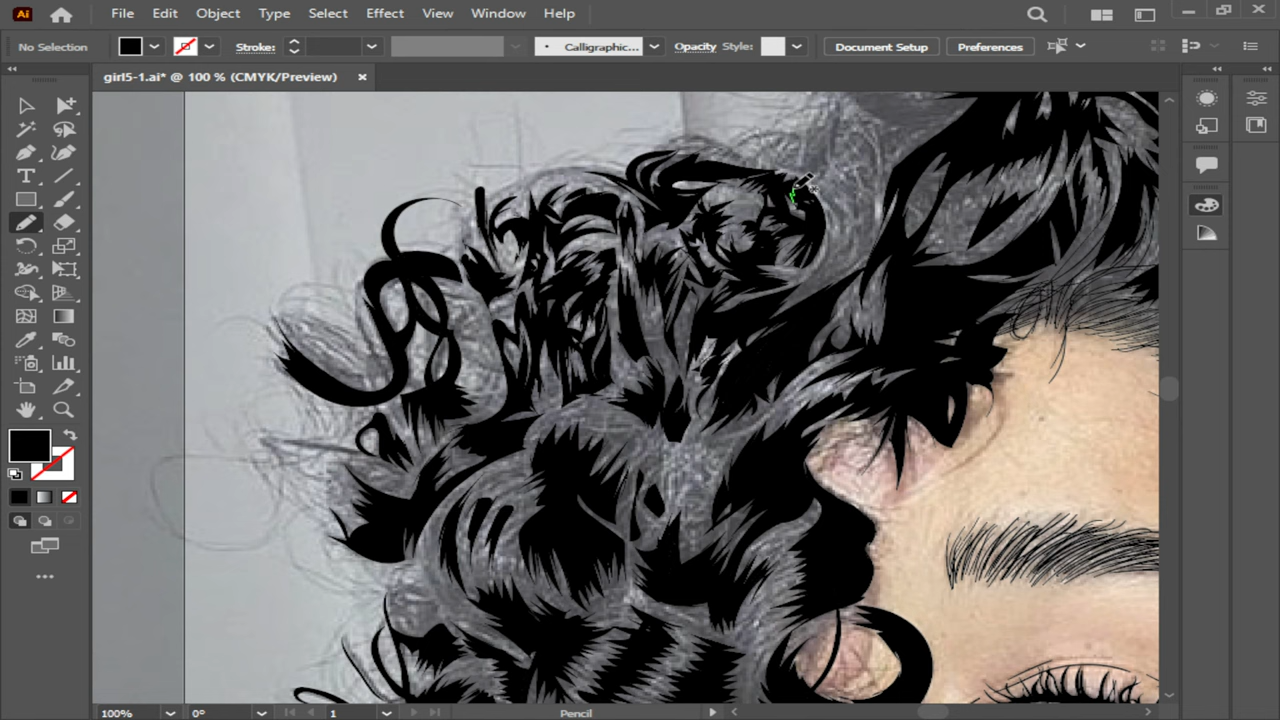 Ai File Edit Object Type Select Effect View Window Help
No Selection Stroke: Calligraphic... Opacity Style: Document Setup Preferences
girl5-1.ai* @ 100 % (CMYK/Preview) ×
100% 0° 1 Pencil